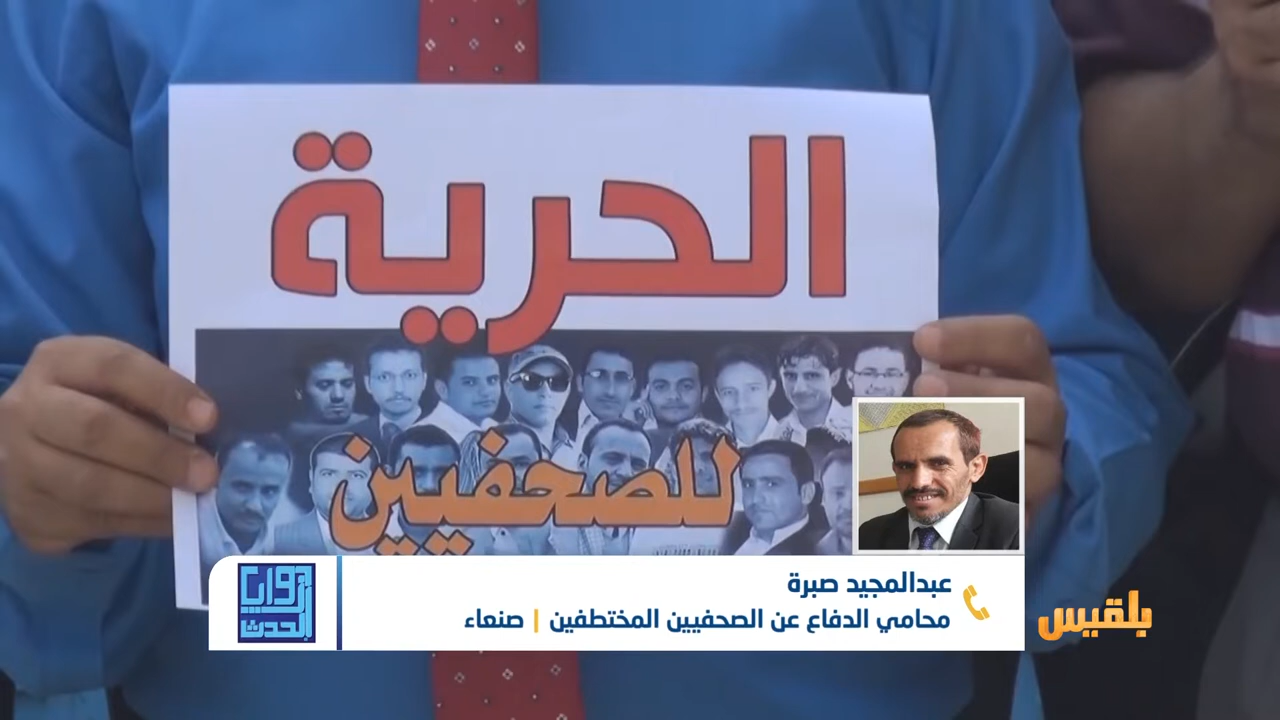 الحرية
للصحفيين
عبدالمجيد صبرة
محامي الدفاع عن الصحفيين المختطفين | صنعاء
زوايا الحدث
بلقيس